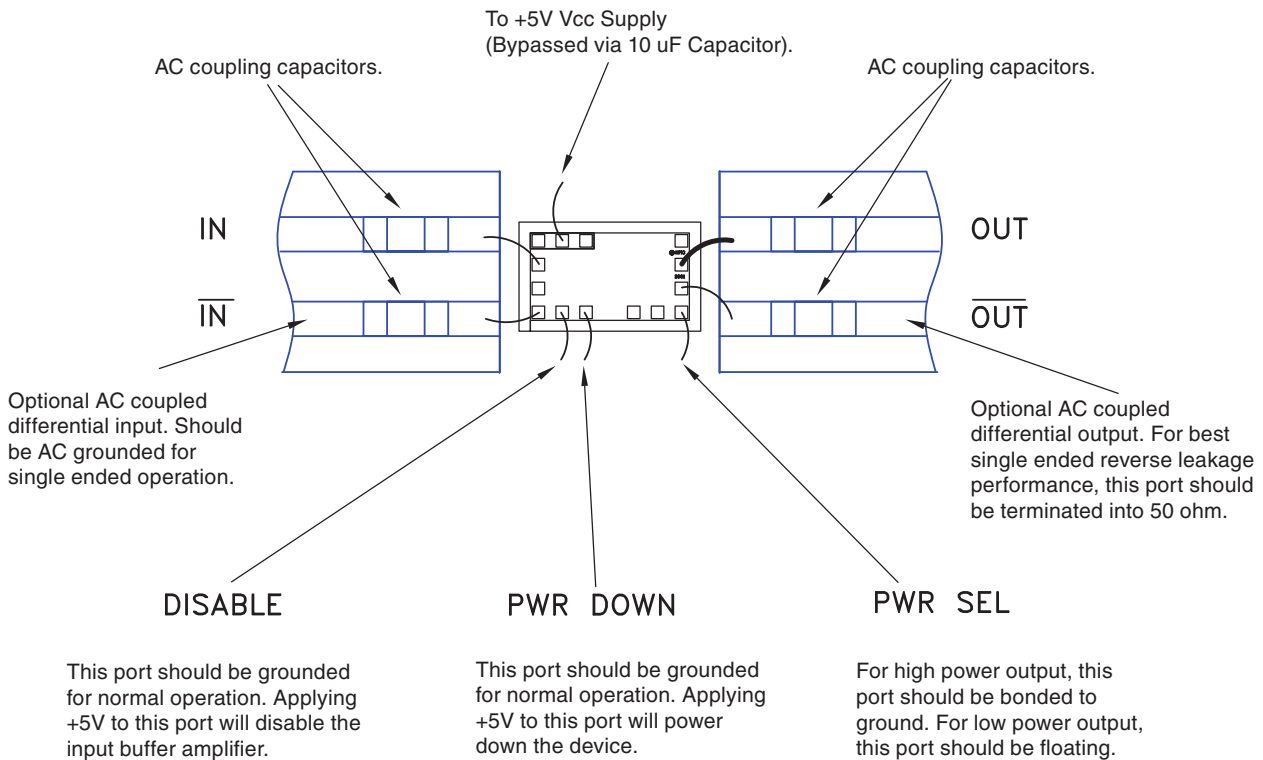 To +5V Vcc Supply
(Bypassed via 10 uF Capacitor).
AC coupling capacitors.
AC coupling capacitors.
IN
OUT
IN
OUT
Optional AC coupled
differential input. Should
be AC grounded for
single ended operation.
Optional AC coupled
differential output. For best
single ended reverse leakage
performance, this port should
be terminated into 50 ohm.
DISABLE
PWR DOWN
PWR SEL
This port should be grounded
for normal operation. Applying
+5V to this port will disable the
input buffer amplifier.
This port should be grounded
for normal operation. Applying
+5V to this port will power
down the device.
For high power output, this
port should be bonded to
ground. For low power output,
this port should be floating.